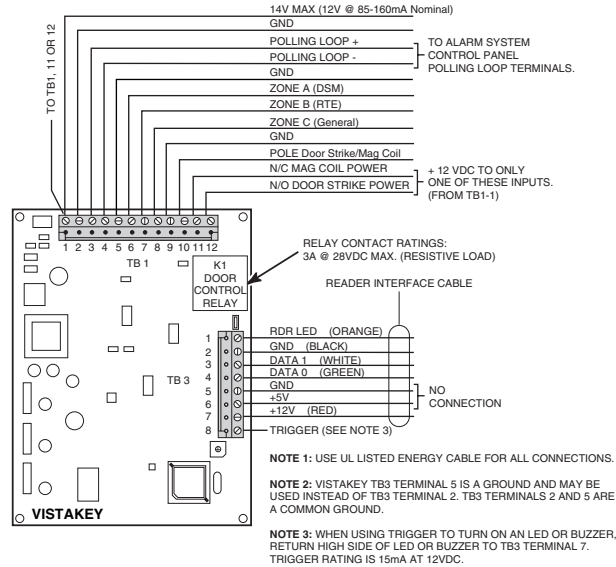 14V MAX (12V @ 85-160mA Nominal)
GND
POLLING LOOP +
POLLING LOOP -
TO ALARM SYSTEM
CONTROL PANEL
POLLING LOOP TERMINALS.
GND
ZONE A (DSM)
ZONE B (RTE)
ZONE C (General)
GND
POLE Door Strike/Mag Coil
N/C MAG COIL POWER
N/O DOOR STRIKE POWER
+ 12 VDC TO ONLY
ONE OF THESE INPUTS.
(FROM TB1-1)
TO TB1, 11 OR 12
1 2 3 4 5 6 7 8 9 10 11 12
TB 1
K1
DOOR
CONTROL
RELAY
RELAY CONTACT RATINGS:
3A @ 28VDC MAX. (RESISTIVE LOAD)
READER INTERFACE CABLE
TB 3
1 RDR LED (ORANGE)
2 GND (BLACK)
3 DATA 1 (WHITE)
4 DATA 0 (GREEN)
5 GND
6 +5V
NO
CONNECTION
7 +12V (RED)
8 TRIGGER (SEE NOTE 3)
VISTAKEY
NOTE 1: USE UL LISTED ENERGY CABLE FOR ALL CONNECTIONS.
NOTE 2: VISTAKEY TB3 TERMINAL 5 IS A GROUND AND MAY BE
USED INSTEAD OF TB3 TERMINAL 2. TB3 TERMINALS 2 AND 5 ARE
A COMMON GROUND.
NOTE 3: WHEN USING TRIGGER TO TURN ON AN LED OR BUZZER,
RETURN HIGH SIDE OF LED OR BUZZER TO TB3 TERMINAL 7.
TRIGGER RATING IS 15mA AT 12VDC.